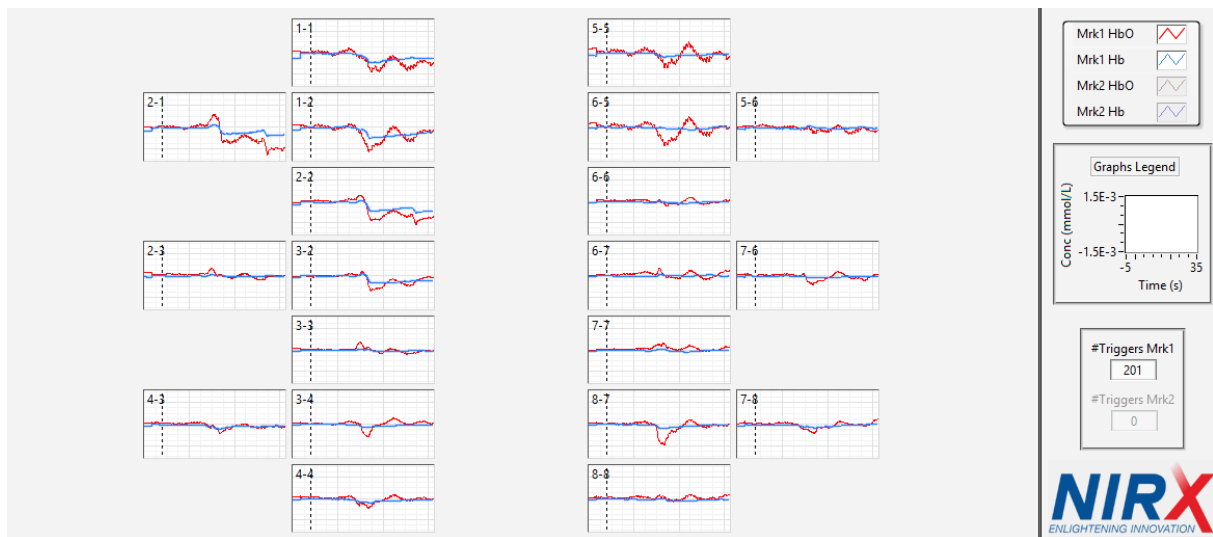 1-1
5-5
2-1
1-2
6-5
5-6
2-2
6-6
2-3
3-2
6-7
7-6
3-3
7-7
4-3
3-4
8-7
7-8
4-4
8-8
Mrk1 HbO
Mrk1 Hb
Mrk2 HbO
Mrk2 Hb
Graphs Legend
Conc (mmol/L)
1.5E-3
-1.5E-3
-5
35
Time (s)
#Triggers Mrk1
201
#Triggers Mrk2
0
NIRX
ENLIGHTENING INNOVATION